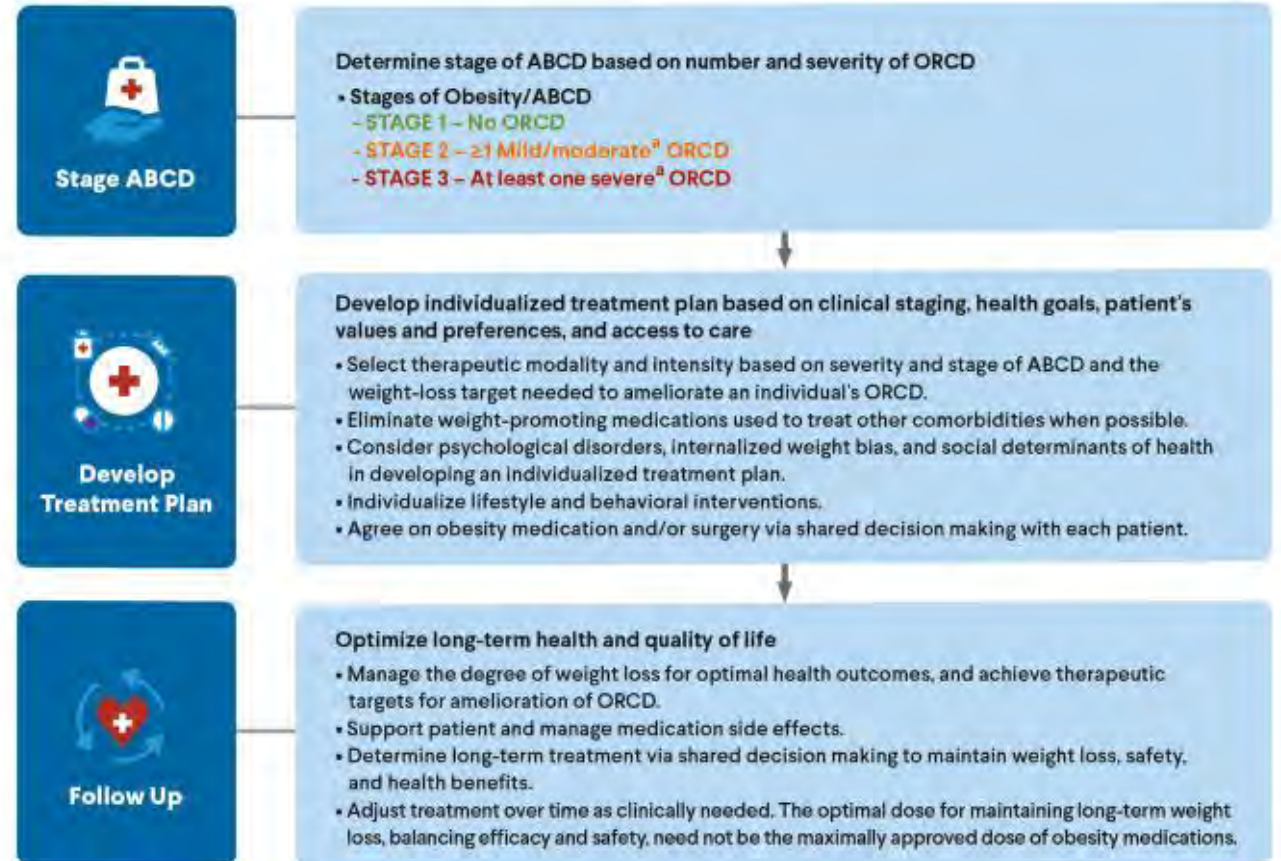 Stage ABCD
Determine stage of ABCD based on number and severity of ORCD
• Stages of Obesity/ABCD
- STAGE 1 – No ORCD
- STAGE 2 – ≥1 Mild/moderateª ORCD
- STAGE 3 – At least one severeª ORCD
Develop
Treatment Plan
Develop individualized treatment plan based on clinical staging, health goals, patient's
values and preferences, and access to care
• Select therapeutic modality and intensity based on severity and stage of ABCD and the
weight-loss target needed to ameliorate an individual's ORCD.
• Eliminate weight-promoting medications used to treat other comorbidities when possible.
• Consider psychological disorders, internalized weight bias, and social determinants of health
in developing an individualized treatment plan.
• Individualize lifestyle and behavioral interventions.
• Agree on obesity medication and/or surgery via shared decision making with each patient.
Follow Up
Optimize long-term health and quality of life
• Manage the degree of weight loss for optimal health outcomes, and achieve therapeutic
targets for amelioration of ORCD.
• Support patient and manage medication side effects.
• Determine long-term treatment via shared decision making to maintain weight loss, safety,
and health benefits.
• Adjust treatment over time as clinically needed. The optimal dose for maintaining long-term weight
loss, balancing efficacy and safety, need not be the maximally approved dose of obesity medications.